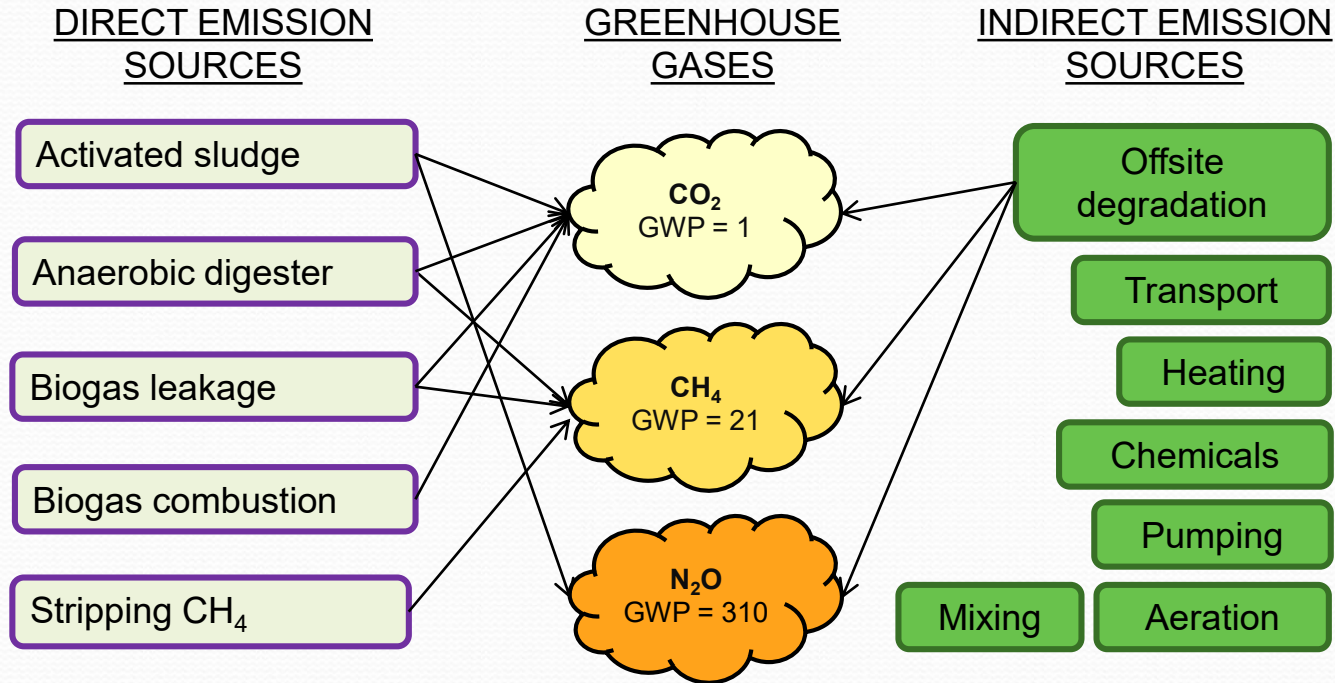 DIRECT EMISSION
SOURCES
GREENHOUSE
GASES
INDIRECT EMISSION
SOURCES
Activated sludge
Anaerobic digester
Biogas leakage
Biogas combustion
Stripping CH₄
CO₂
GWP = 1
CH₄
GWP = 21
N₂O
GWP = 310
Offsite
degradation
Transport
Heating
Chemicals
Pumping
Mixing
Aeration